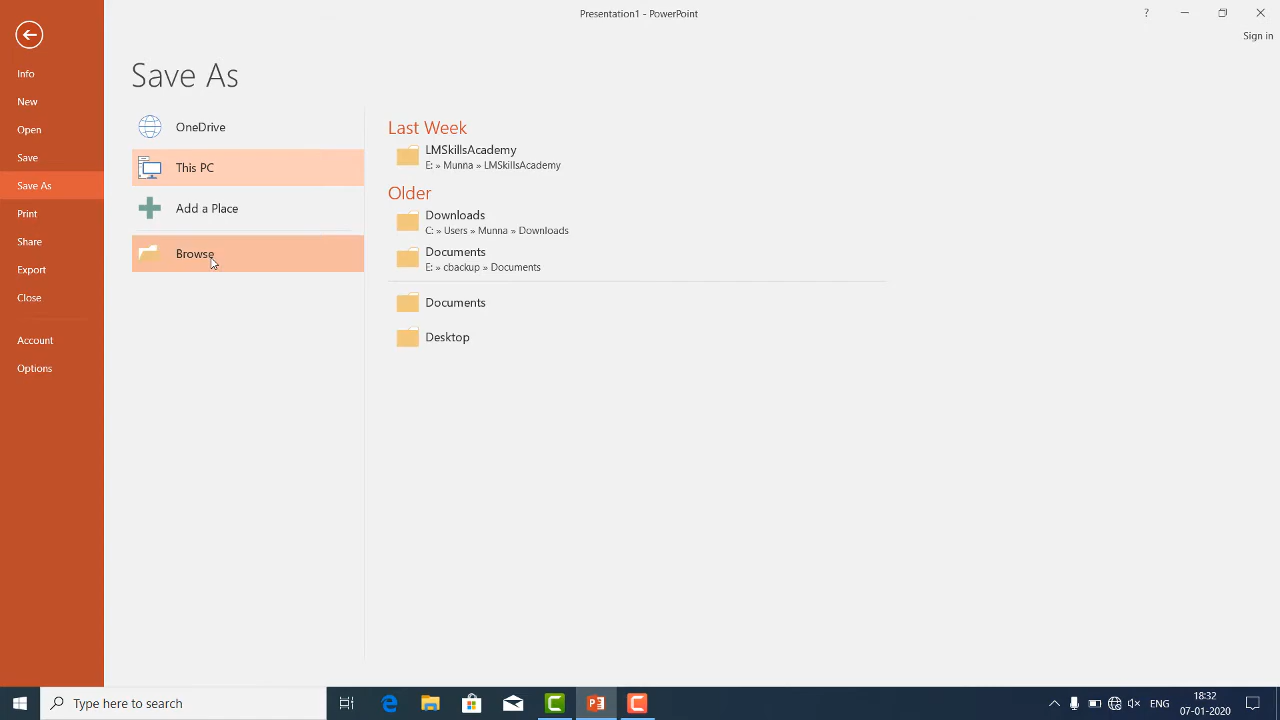 Presentation1 - PowerPoint
?
Sign in
Info
New
Open
Save
Save As
Print
Share
Export
Close
Account
Options
Save As
OneDrive
This PC
Add a Place
Browse
Last Week
LMSkillsAcademy
E: » Munna » LMSkillsAcademy
Older
Downloads
C: » Users » Munna » Downloads
Documents
E: » cbackup » Documents
Documents
Desktop
Type here to search
ENG
18:32
07-01-2020